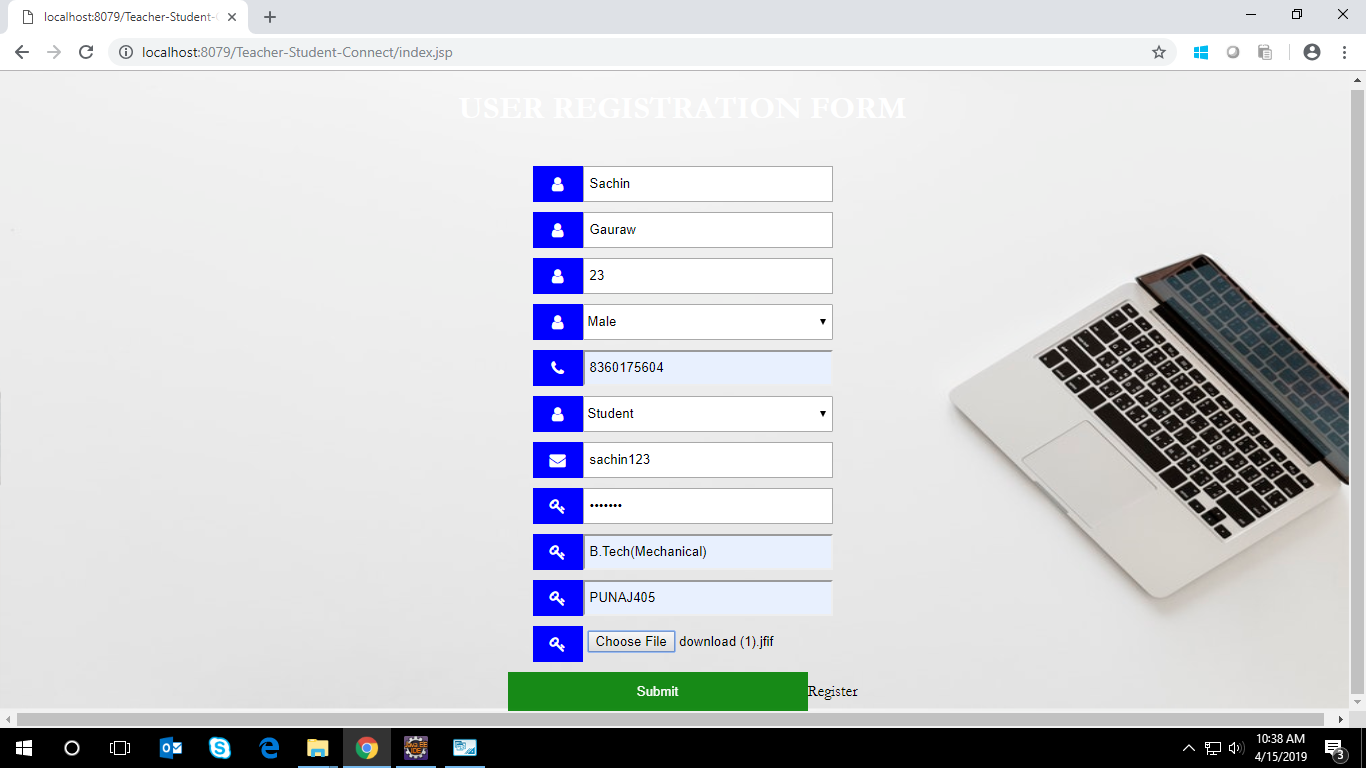 localhost:8079/Teacher-Student-C
localhost:8079/Teacher-Student-Connect/index.jsp
USER REGISTRATION FORM
Sachin
Gauraw
23
Male
8360175604
Student
sachin123
•••••••
B.Tech(Mechanical)
PUNAJ405
Choose File download (1).jfif
Submit Register
10:38 AM
4/15/2019
3